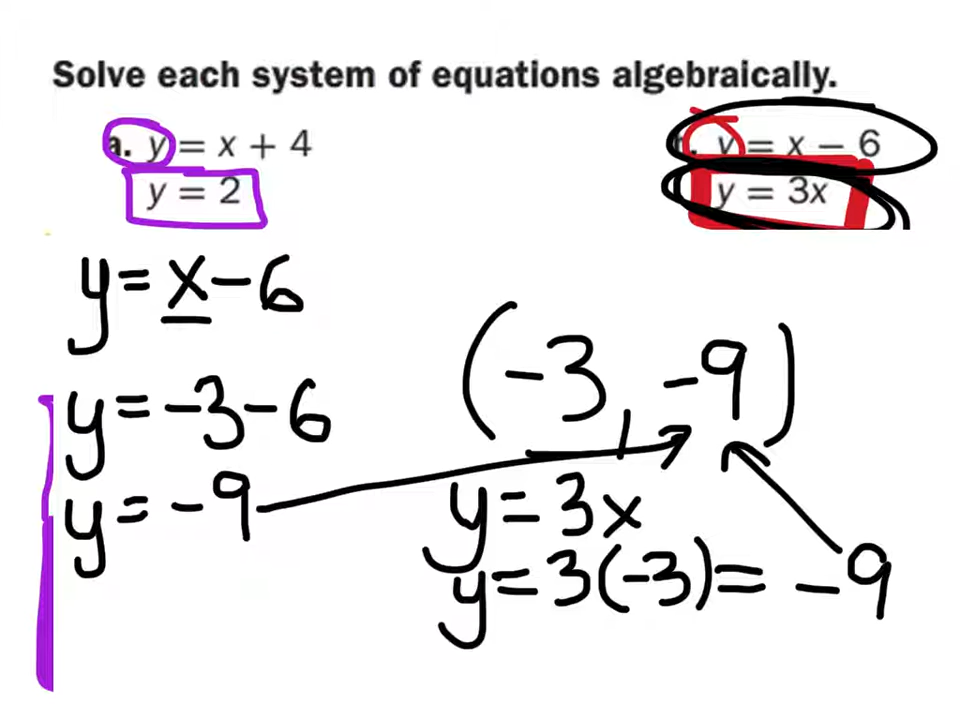 Solve each system of equations algebraically.
a. y = x + 4
y = 2
y = x - 6
y = 3x
y = x - 6
y = -3 - 6
y = -9
(-3, -9)
y = 3x
y = 3(-3) = -9